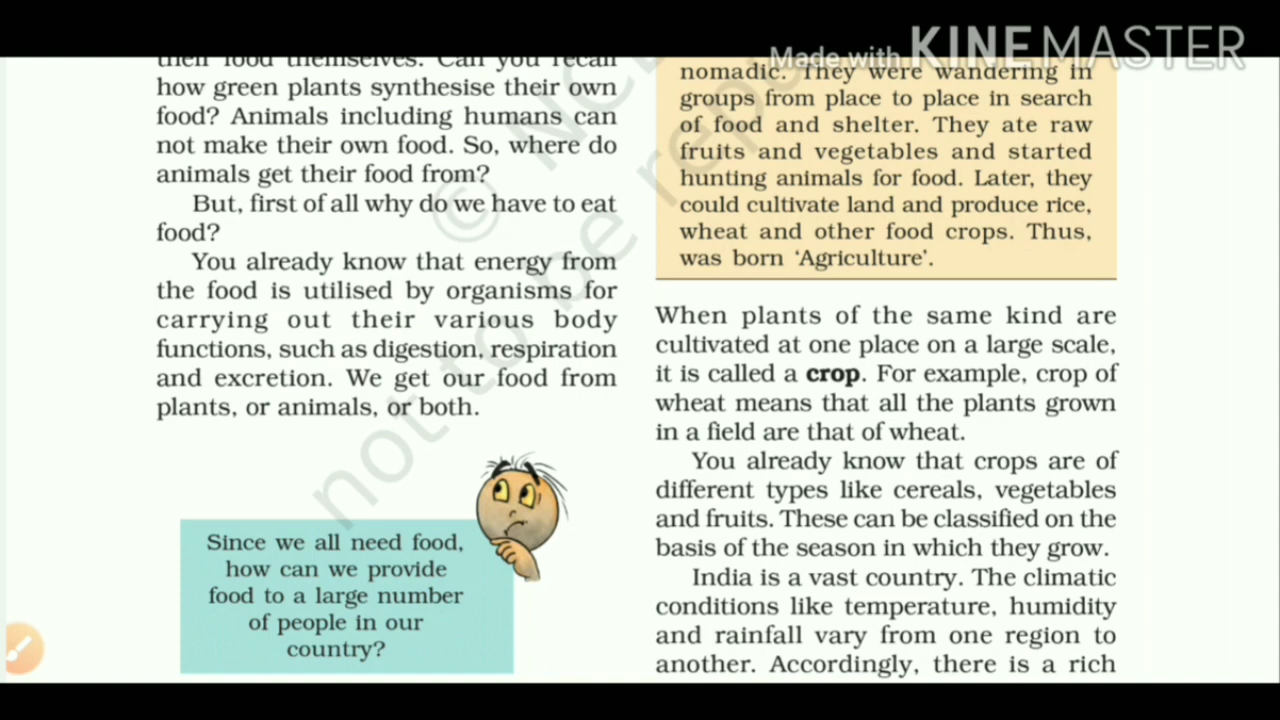 Made with KINEMASTER
their food themselves. Can you recall
how green plants synthesise their own
food? Animals including humans can
not make their own food. So, where do
animals get their food from?
But, first of all why do we have to eat
food?
You already know that energy from
the food is utilised by organisms for
carrying out their various body
functions, such as digestion, respiration
and excretion. We get our food from
plants, or animals, or both.
Since we all need food,
how can we provide
food to a large number
of people in our
country?
nomadic. They were wandering in
groups from place to place in search
of food and shelter. They ate raw
fruits and vegetables and started
hunting animals for food. Later, they
could cultivate land and produce rice,
wheat and other food crops. Thus,
was born ‘Agriculture’.
When plants of the same kind are
cultivated at one place on a large scale,
it is called a crop. For example, crop of
wheat means that all the plants grown
in a field are that of wheat.
You already know that crops are of
different types like cereals, vegetables
and fruits. These can be classified on the
basis of the season in which they grow.
India is a vast country. The climatic
conditions like temperature, humidity
and rainfall vary from one region to
another. Accordingly, there is a rich
© NCE
not to be repu